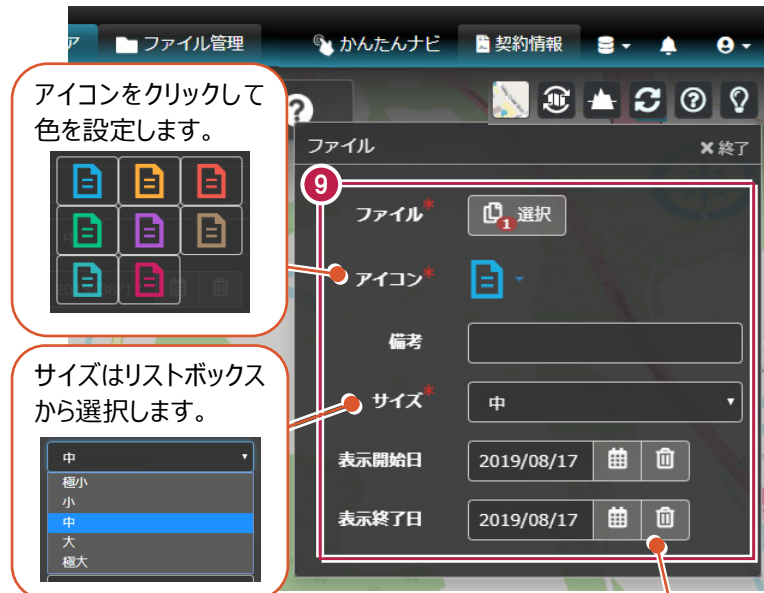 ア ファイル管理 かんたんナビ 契約情報
アイコンをクリックして
色を設定します。
ファイル ✖終了
9
ファイル* 1 選択
アイコン*
備考
サイズはリストボックス
から選択します。
サイズ* 中
中
極小
小
中
大
極大
表示開始日 2019/08/17
表示終了日 2019/08/17